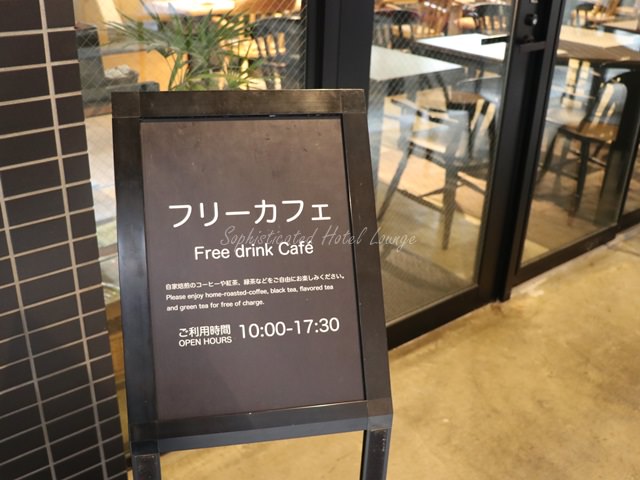 フリーカフェ
Sophisticated Hotel Lounge
Free drink Café
自家焙煎のコーヒーや紅茶、緑茶などをご自由にお楽しみください。
Please enjoy home-roasted-coffee, black tea, flavored tea
and green tea for free of charge.
ご利用時間 10:00-17:30
OPEN HOURS